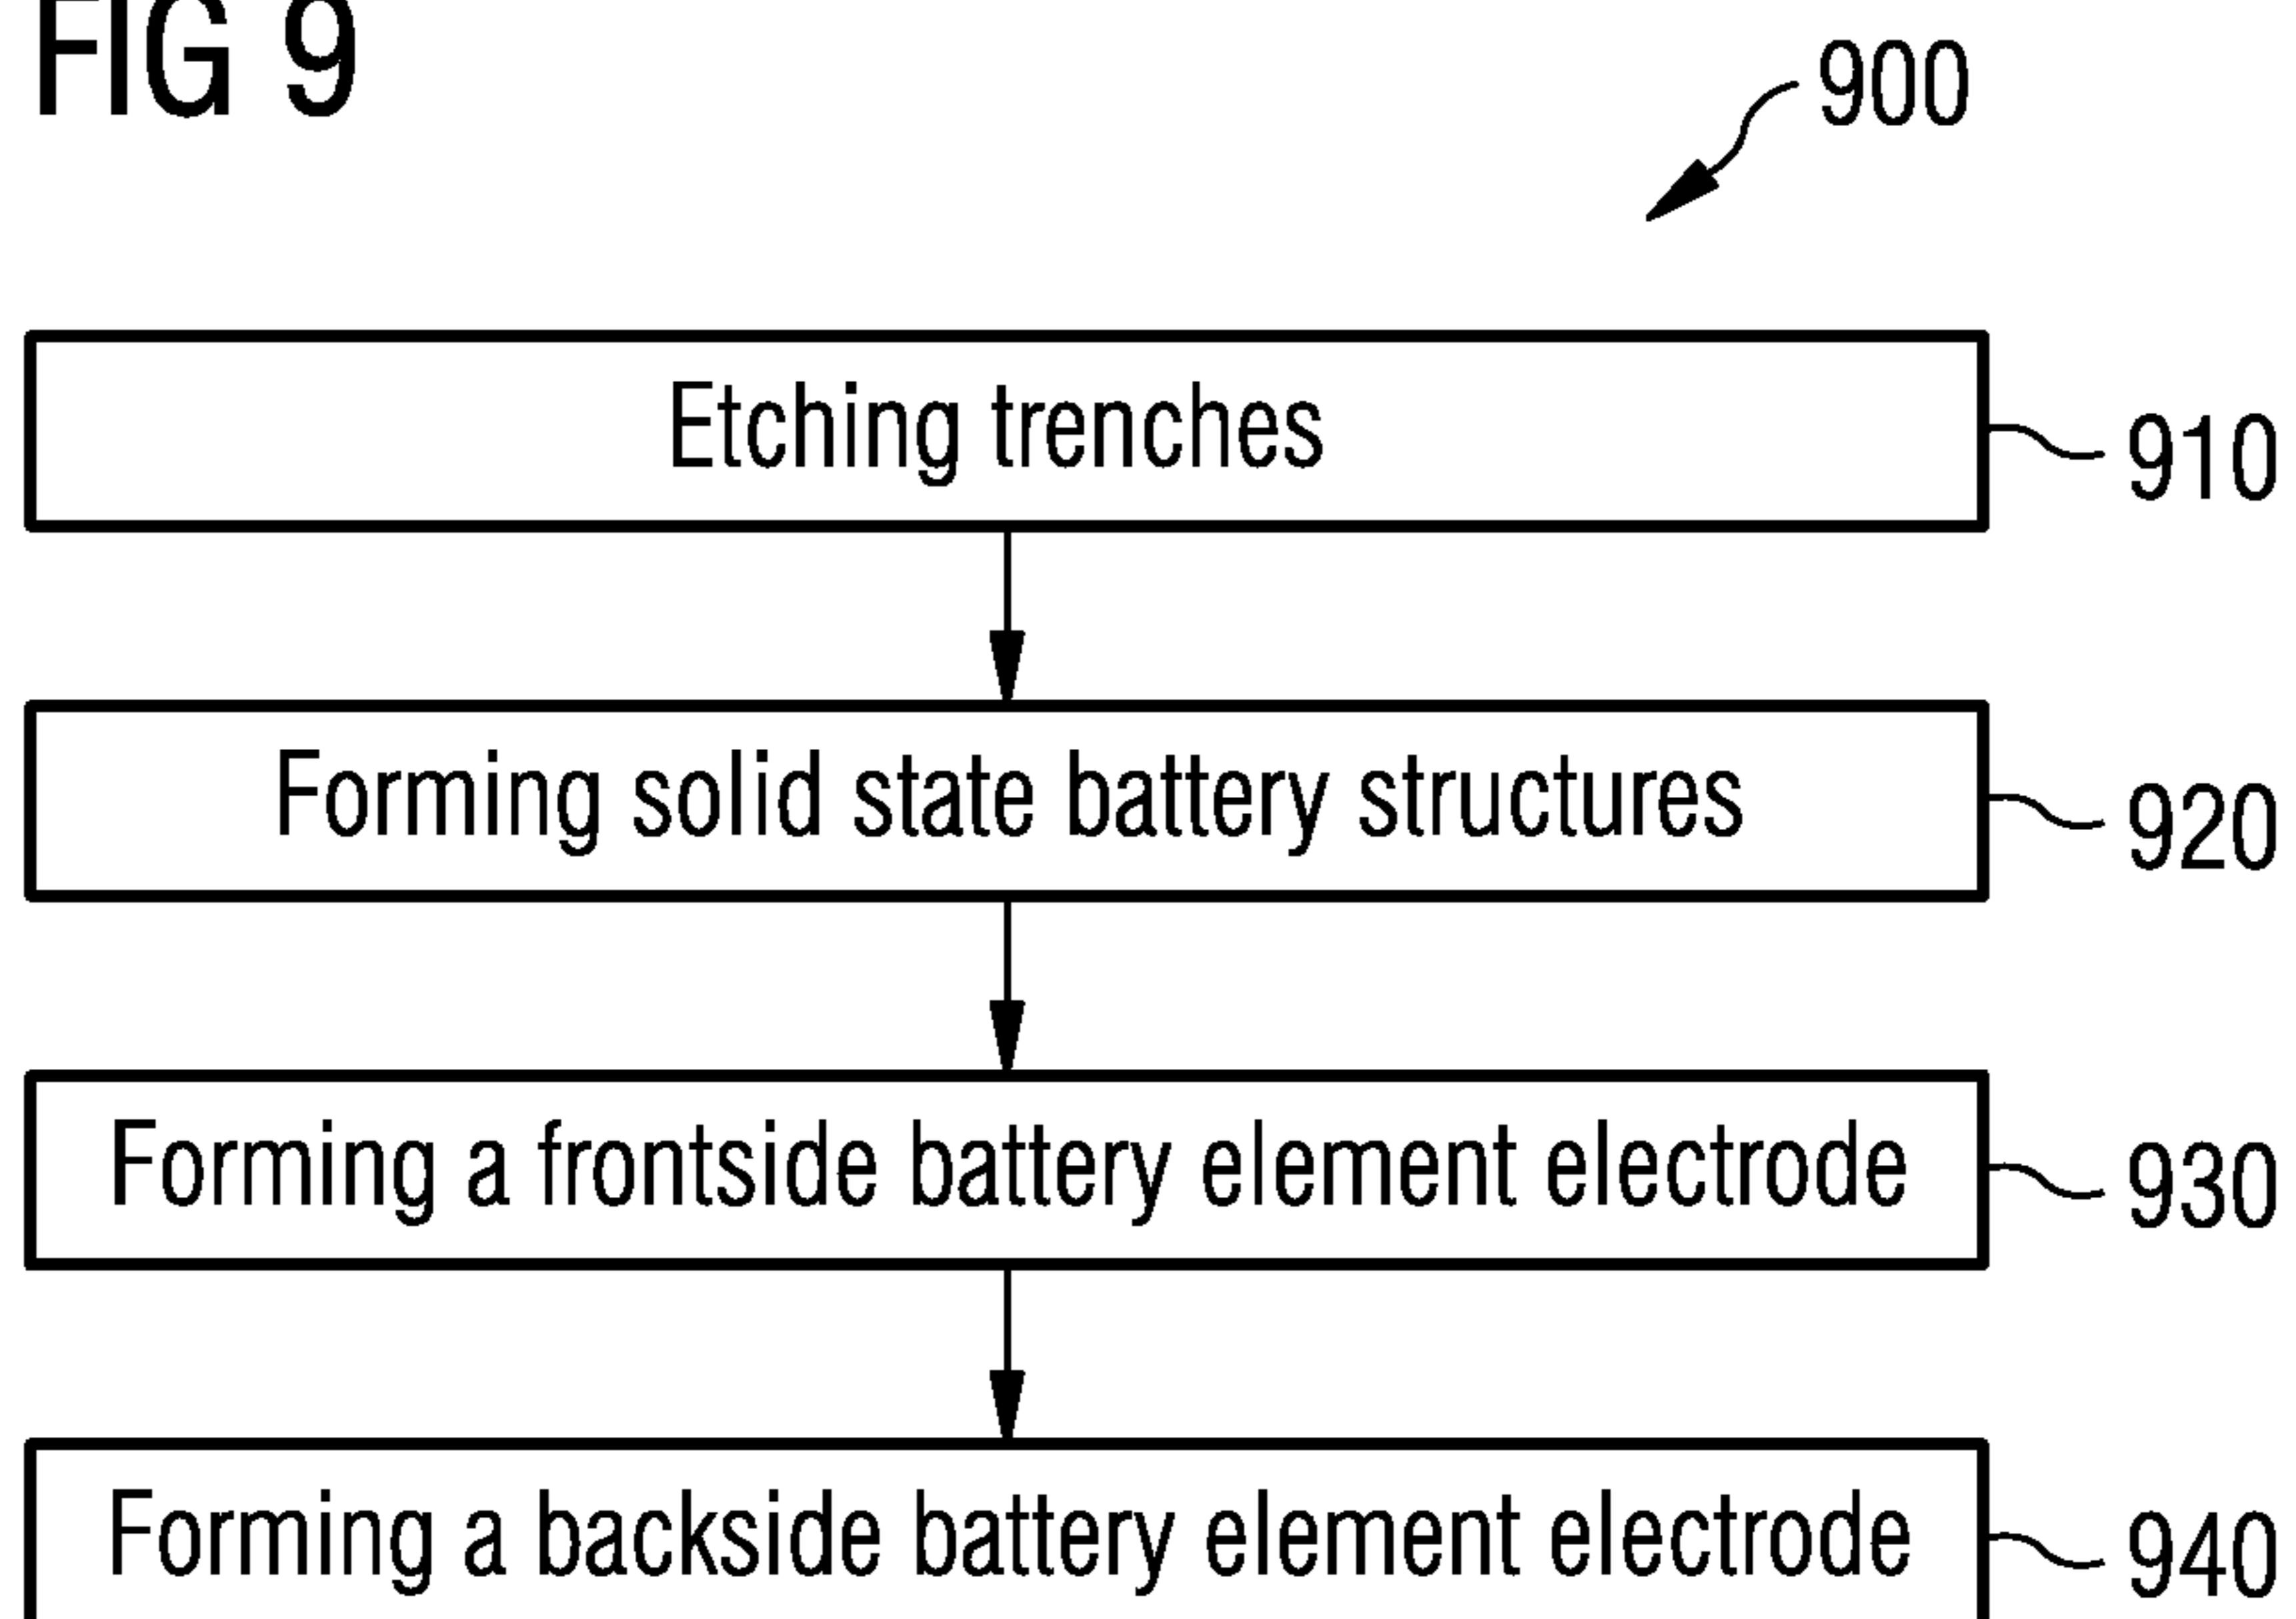 FIG 9
900
Etching trenches
910
Forming solid state battery structures
920
Forming a frontside battery element electrode
930
Forming a backside battery element electrode
940